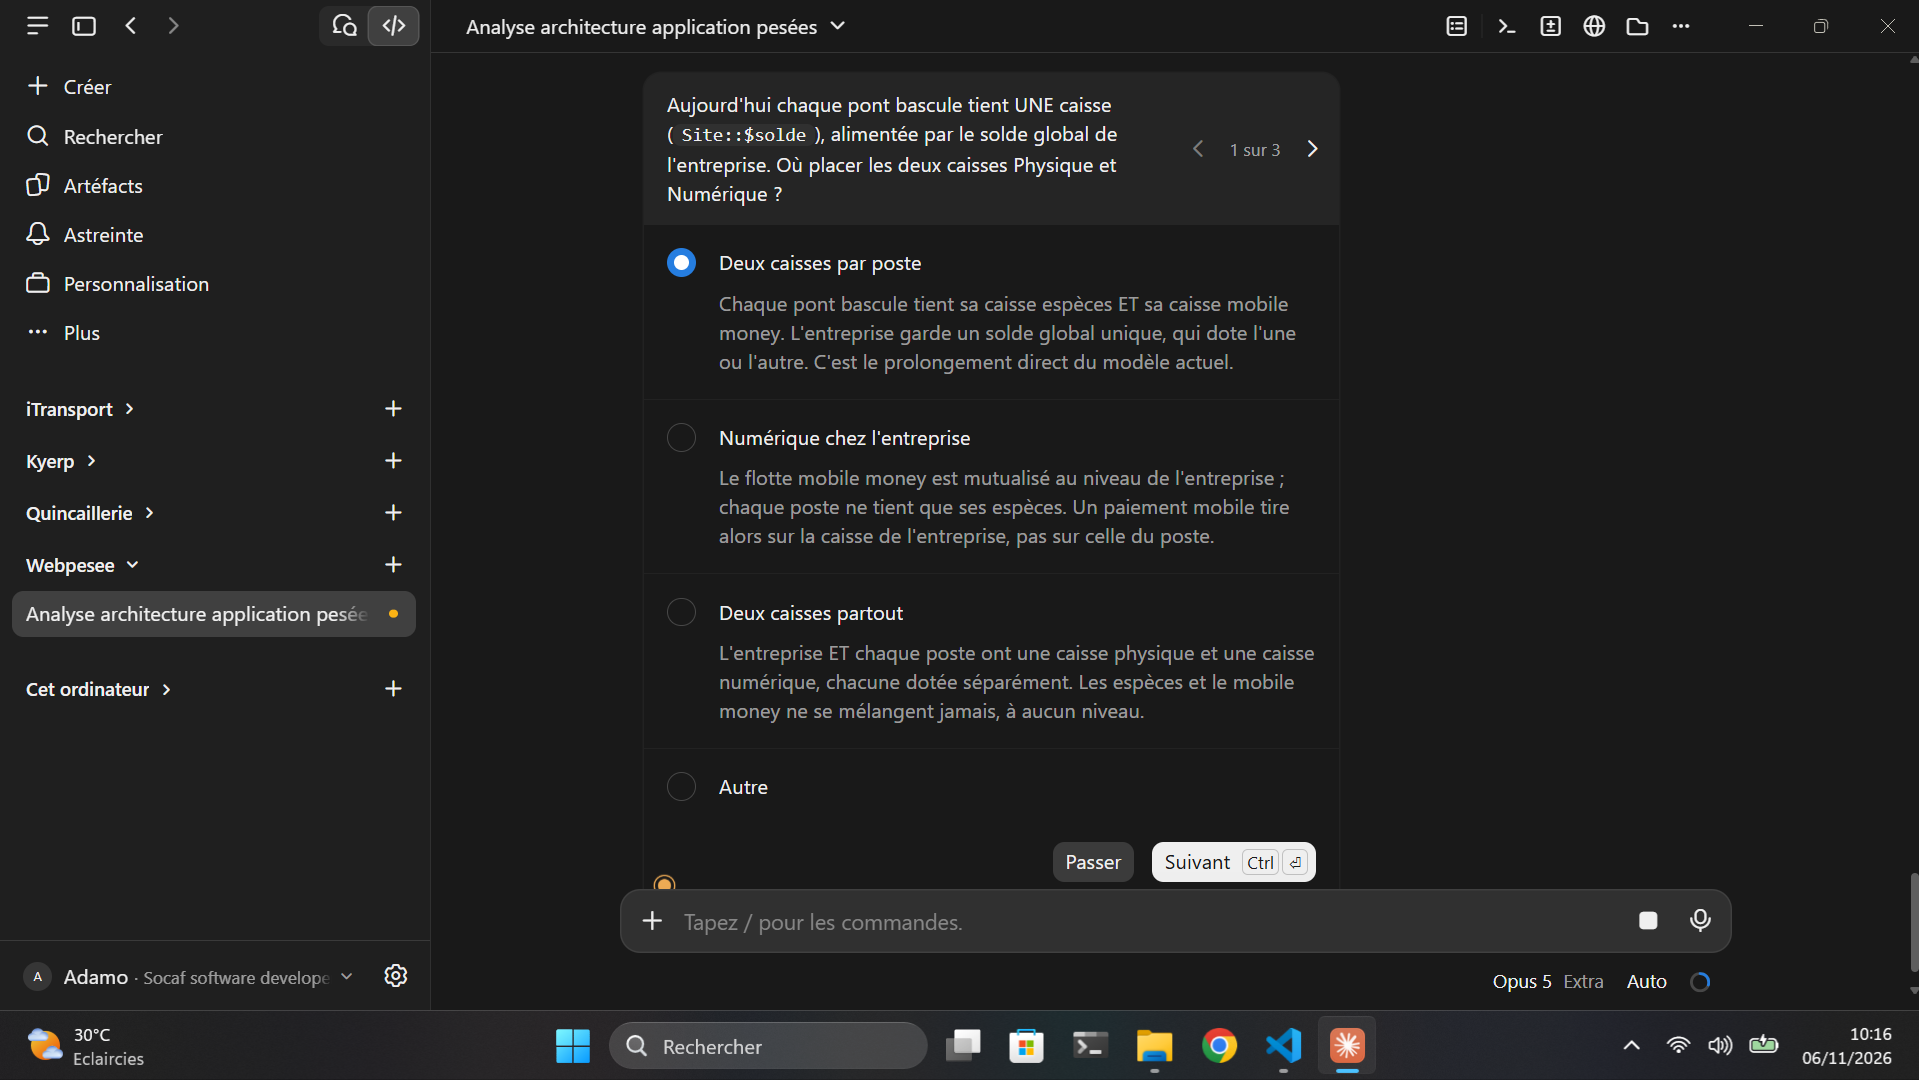 Analyse architecture application pesées
Créer
Rechercher
Artéfacts
Astreinte
Personnalisation
Plus
iTransport
Kyerp
Quincaillerie
Webpesee
Analyse architecture application pesée
Cet ordinateur
A Adamo · Socaf software develope
Aujourd'hui chaque pont bascule tient UNE caisse
( Site::$solde ), alimentée par le solde global de
l'entreprise. Où placer les deux caisses Physique et
Numérique ?
1 sur 3
Deux caisses par poste
Chaque pont bascule tient sa caisse espèces ET sa caisse mobile
money. L'entreprise garde un solde global unique, qui dote l'une
ou l'autre. C'est le prolongement direct du modèle actuel.
Numérique chez l'entreprise
Le flotte mobile money est mutualisé au niveau de l'entreprise ;
chaque poste ne tient que ses espèces. Un paiement mobile tire
alors sur la caisse de l'entreprise, pas sur celle du poste.
Deux caisses partout
L'entreprise ET chaque poste ont une caisse physique et une caisse
numérique, chacune dotée séparément. Les espèces et le mobile
money ne se mélangent jamais, à aucun niveau.
Autre
Passer
Suivant Ctrl ⏎
Tapez / pour les commandes.
Opus 5 Extra Auto
30°C
Eclaircies
Rechercher
10:16
06/11/2026